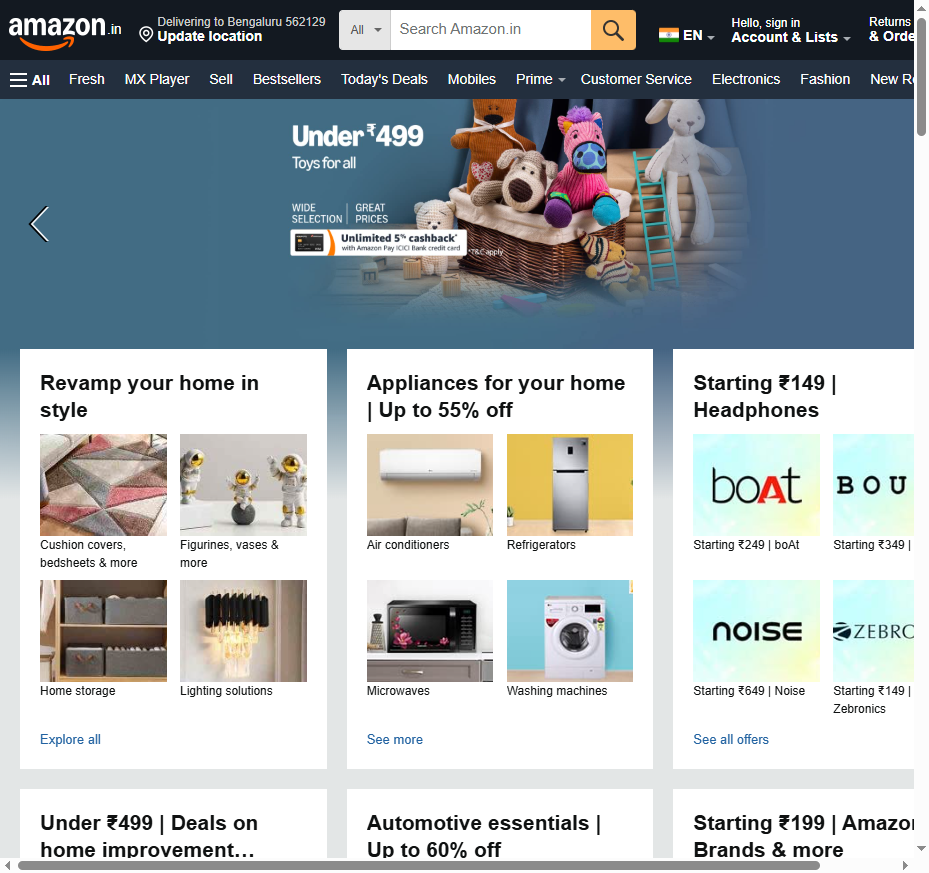 amazon.in
Delivering to Bengaluru 562129
Update location
All
Search Amazon.in
EN
Hello, sign in
Account & Lists
Returns
& Orde
All Fresh MX Player Sell Bestsellers Today's Deals Mobiles Prime Customer Service Electronics Fashion New Re
Under ₹499
Toys for all
WIDE
SELECTION
GREAT
PRICES
Unlimited 5% cashback*
with Amazon Pay ICICI Bank credit card
*T&C apply
Revamp your home in
style
Cushion covers,
bedsheets & more
Figurines, vases &
more
Home storage
Lighting solutions
Explore all
Appliances for your home
| Up to 55% off
Air conditioners
Refrigerators
Microwaves
Washing machines
See more
Starting ₹149 |
Headphones
boAt
BOU
Starting ₹249 | boAt
Starting ₹349 |
noise
ZEBRO
Starting ₹649 | Noise
Starting ₹149 |
Zebronics
See all offers
Under ₹499 | Deals on
home improvement…
Automotive essentials |
Up to 60% off
Starting ₹199 | Amazon
Brands & more